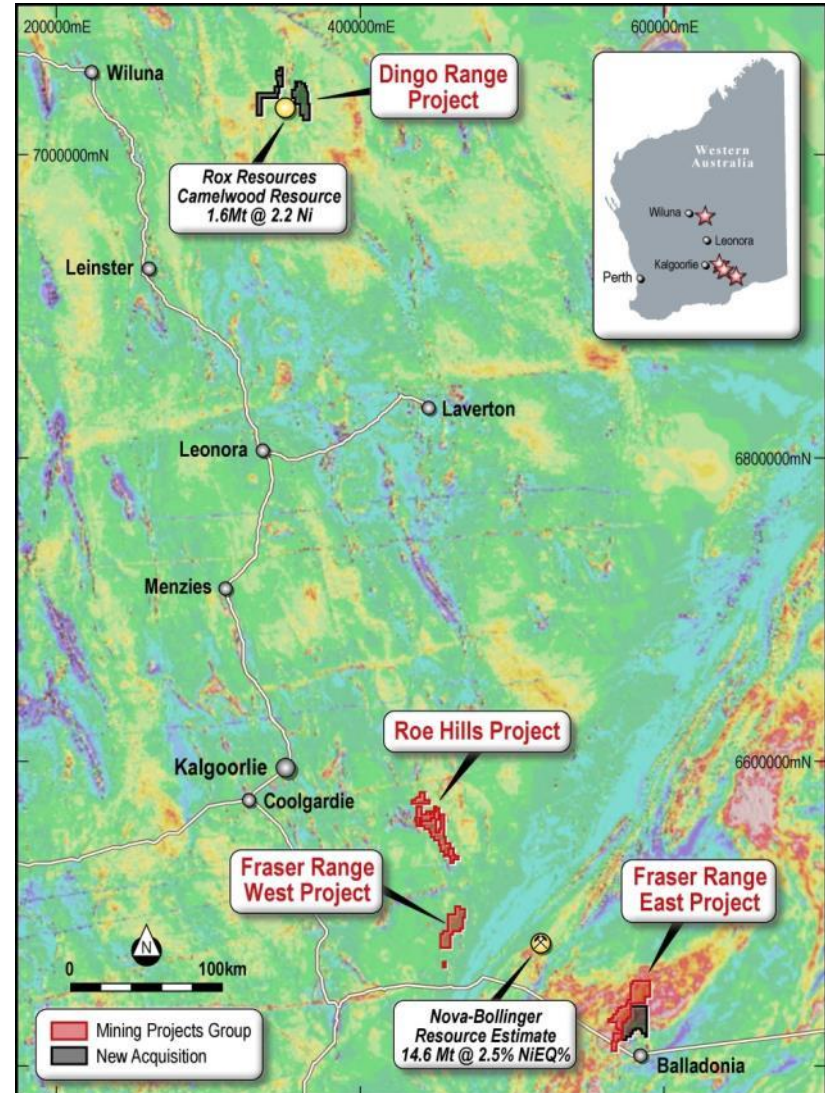 200000mE
400000mE
600000mE
Wiluna
Dingo Range
Project
7000000mN
Rox Resources
Camelwood Resource
1.6Mt @ 2.2 Ni
Western
Australia
Wiluna
Leonora
Kalgoorlie
Perth
Leinster
Laverton
Leonora
6800000mN
Menzies
Roe Hills Project
6600000mN
Kalgoorlie
Coolgardie
Fraser Range
West Project
Fraser Range
East Project
N
0
100km
Nova-Bollinger
Resource Estimate
14.6 Mt @ 2.5% NiEQ%
Mining Projects Group
New Acquisition
Balladonia